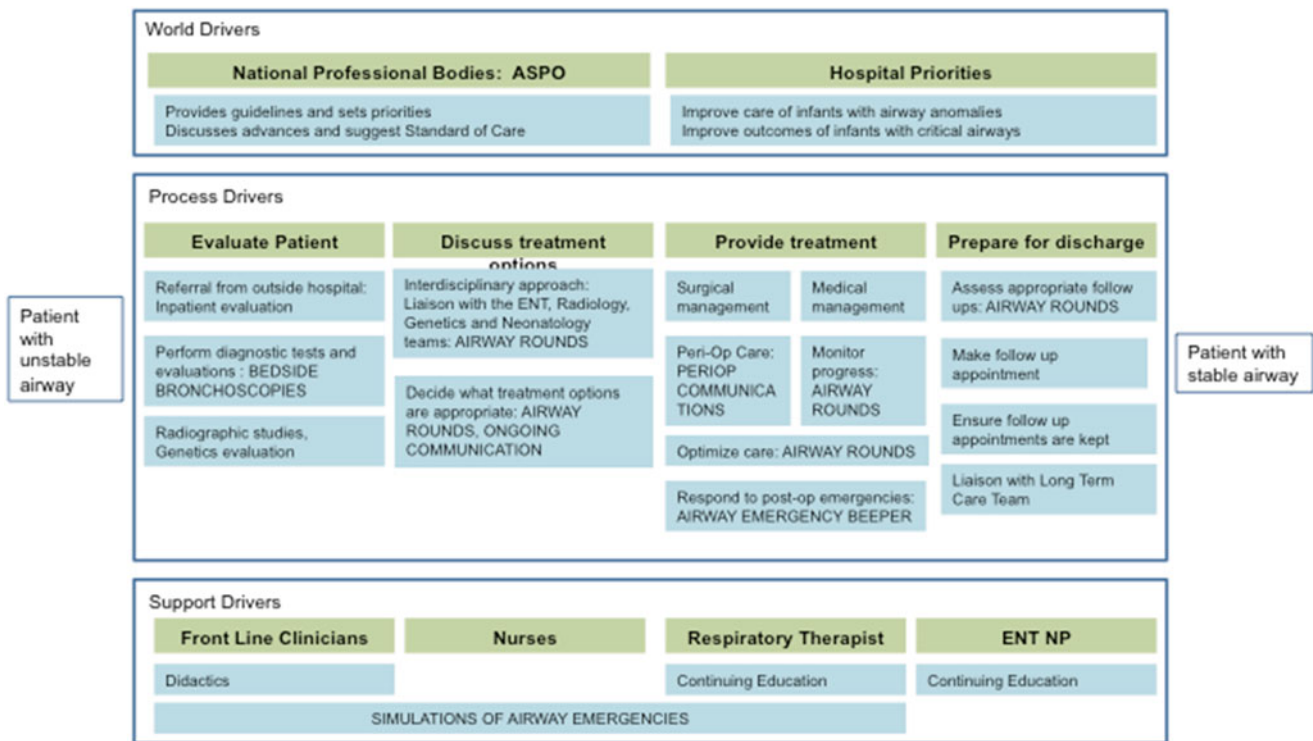 World Drivers
National Professional Bodies: ASPO
Provides guidelines and sets priorities
Discusses advances and suggest Standard of Care
Hospital Priorities
Improve care of infants with airway anomalies
Improve outcomes of infants with critical airways
Patient
with
unstable
airway
Process Drivers
Evaluate Patient
Referral from outside hospital:
Inpatient evaluation
Perform diagnostic tests and
evaluations : BEDSIDE
BRONCHOSCOPIES
Radiographic studies,
Genetics evaluation
Discuss treatment
options
Interdisciplinary approach:
Liaison with the ENT, Radiology,
Genetics and Neonatology
teams: AIRWAY ROUNDS
Decide what treatment options
are appropriate: AIRWAY
ROUNDS, ONGOING
COMMUNICATION
Provide treatment
Surgical
management
Medical
management
Peri-Op Care:
PERIOP
COMMUNICA
TIONS
Monitor
progress:
AIRWAY
ROUNDS
Optimize care: AIRWAY ROUNDS
Respond to post-op emergencies:
AIRWAY EMERGENCY BEEPER
Prepare for discharge
Assess appropriate follow
ups: AIRWAY ROUNDS
Make follow up
appointment
Ensure follow up
appointments are kept
Liaison with Long Term
Care Team
Patient with
stable airway
Support Drivers
Front Line Clinicians
Nurses
Respiratory Therapist
ENT NP
Didactics
Continuing Education
Continuing Education
SIMULATIONS OF AIRWAY EMERGENCIES